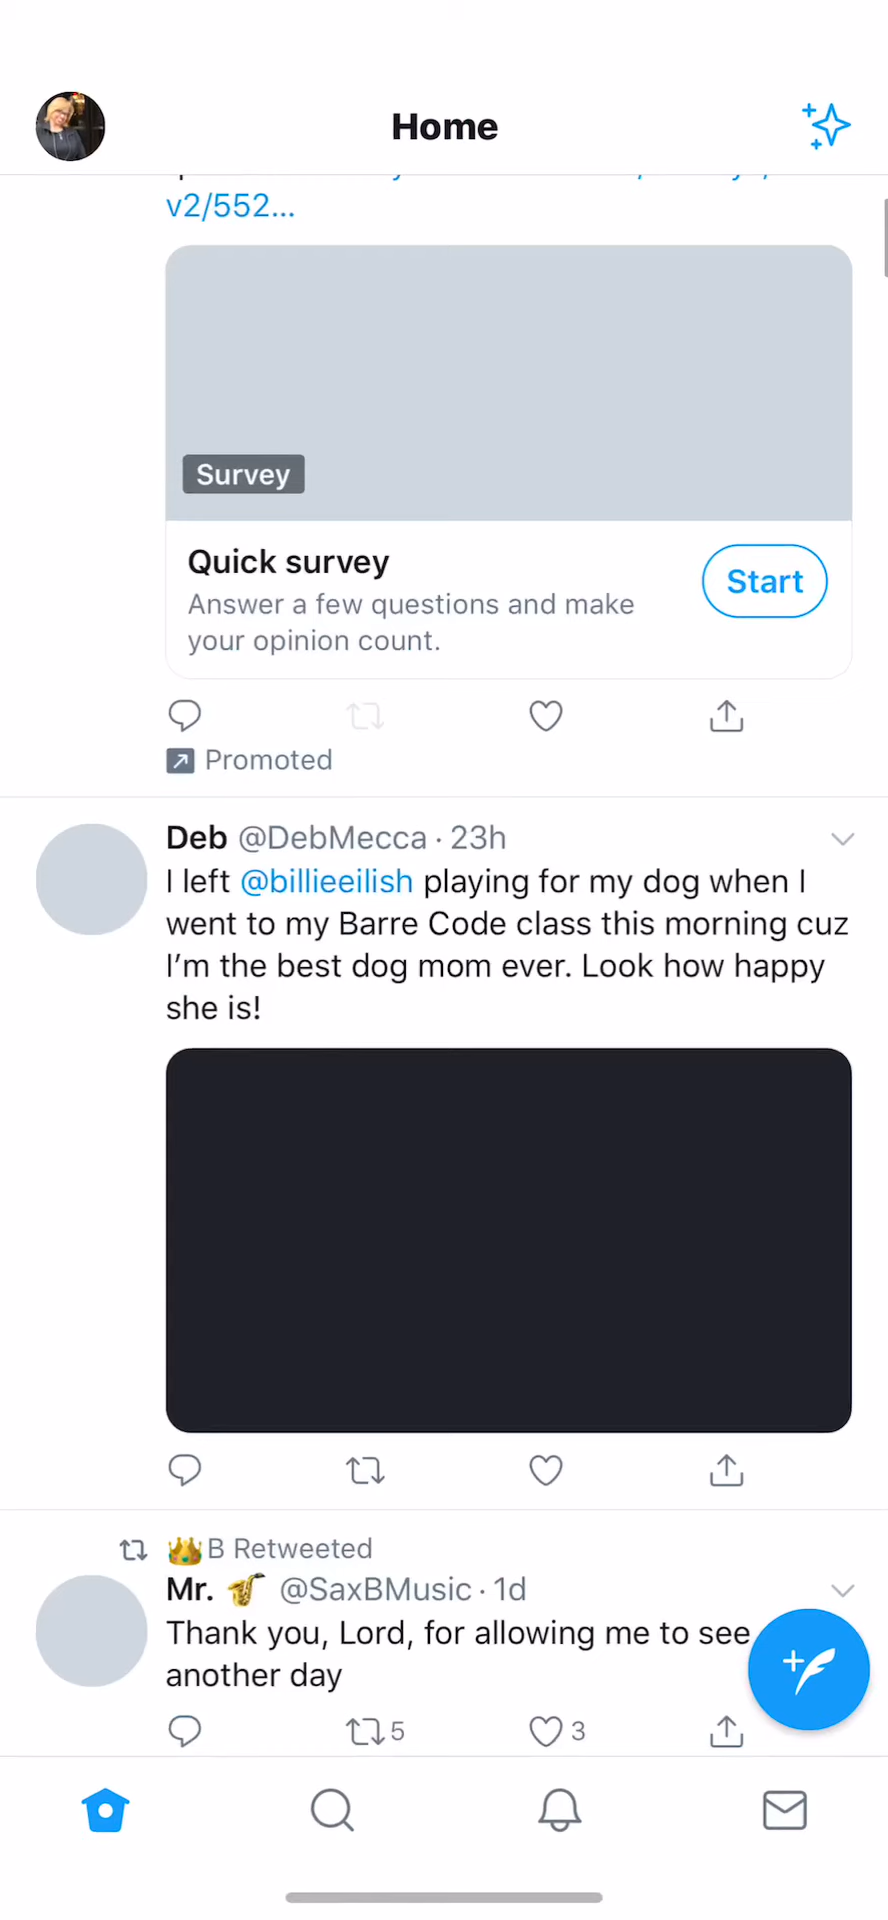 Home
v2/552...
Survey
Quick survey
Start
Answer a few questions and make
your opinion count.
Promoted
Deb @DebMecca · 23h
I left @billieeilish playing for my dog when I
went to my Barre Code class this morning cuz
I’m the best dog mom ever. Look how happy
she is!
👑B Retweeted
Mr. 🎷 @SaxBMusic · 1d
Thank you, Lord, for allowing me to see
another day
5
3